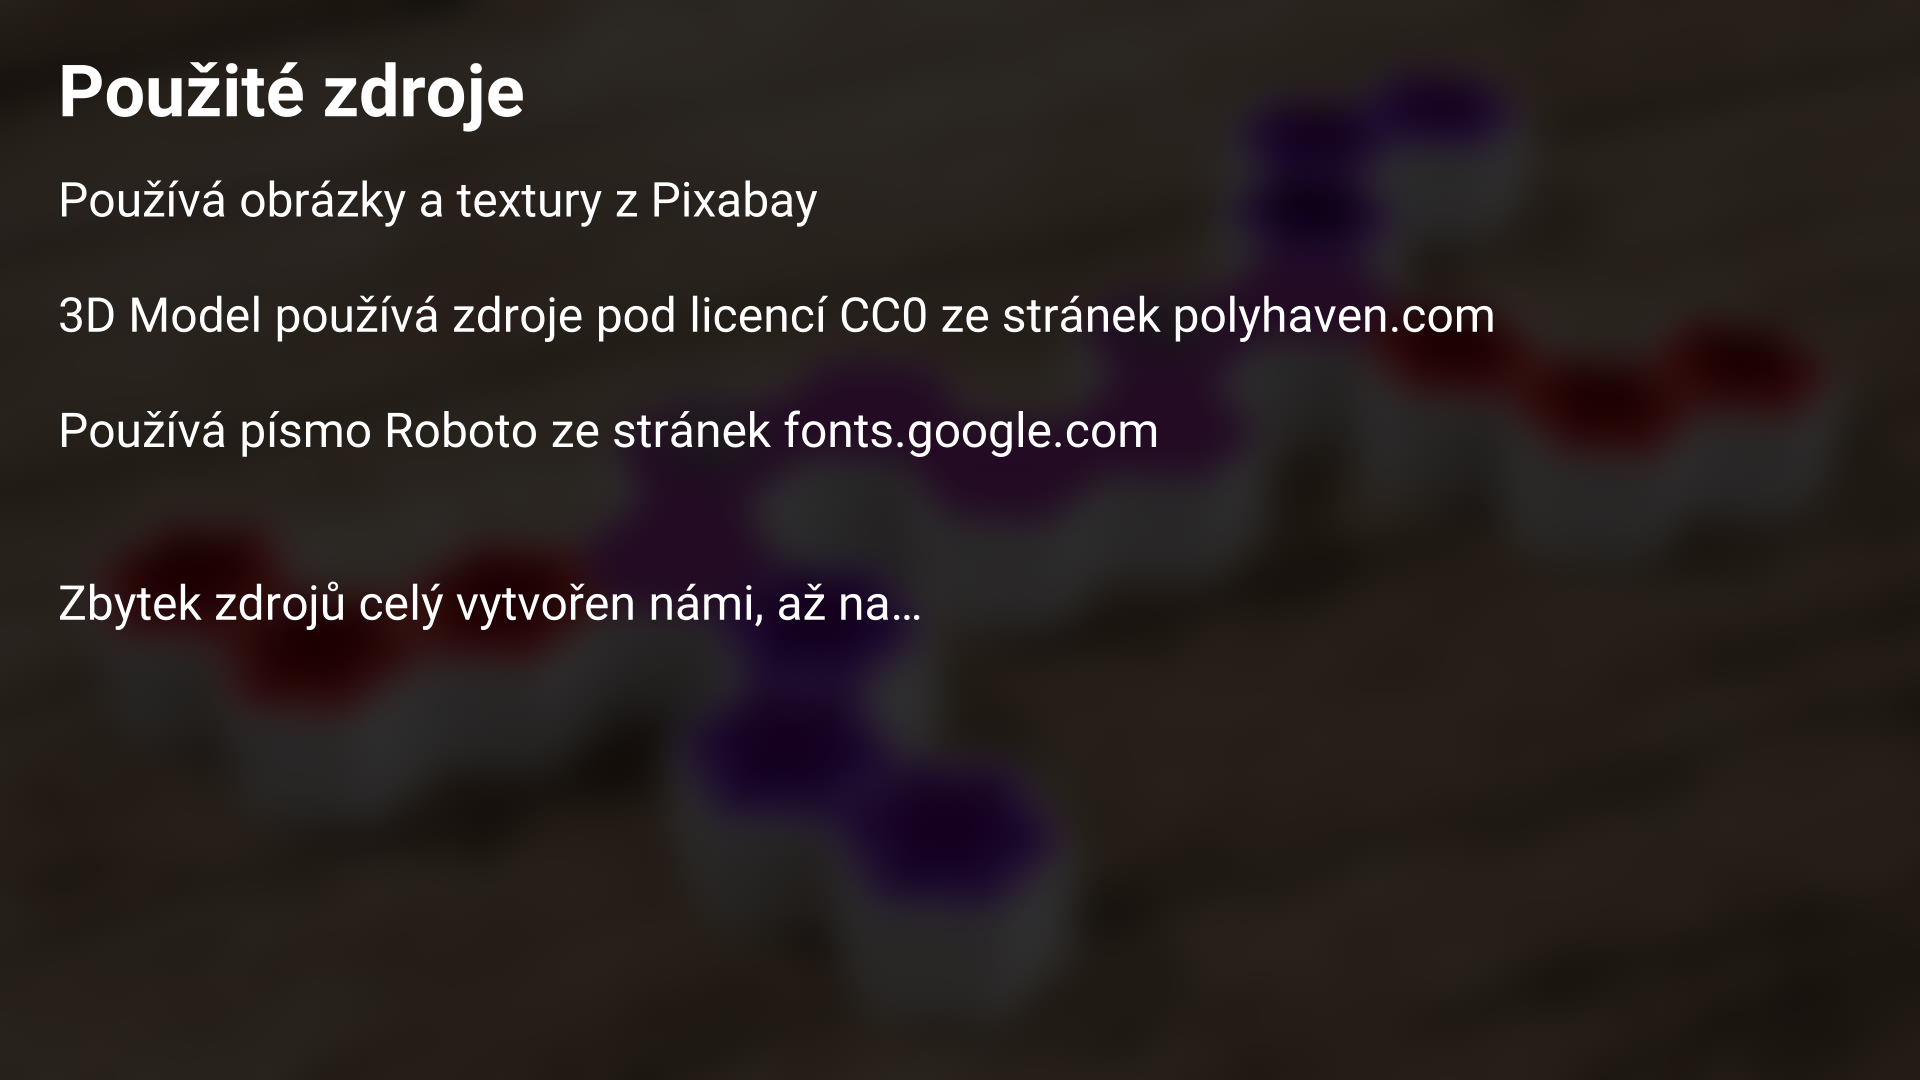 Použité zdroje
Používá obrázky a textury z Pixabay
3D Model používá zdroje pod licencí CC0 ze stránek polyhaven.com
Používá písmo Roboto ze stránek fonts.google.com
Zbytek zdrojů celý vytvořen námi, až na…